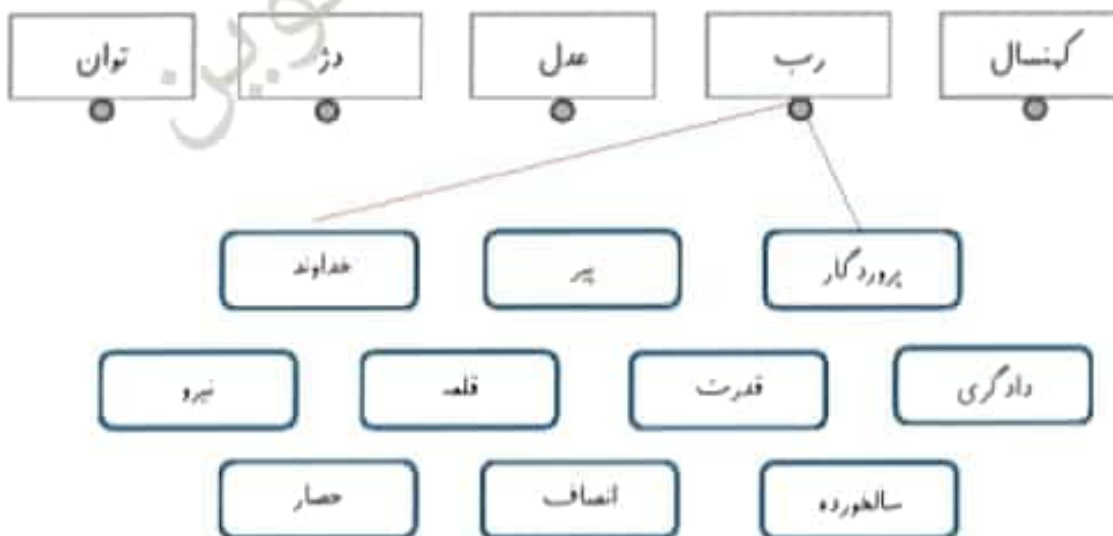 کهنسال رب عدل دژ توان
پروردگار پیر خداوند
دادگری قدرت قلعه نیرو
سالخورده انصاف حصار